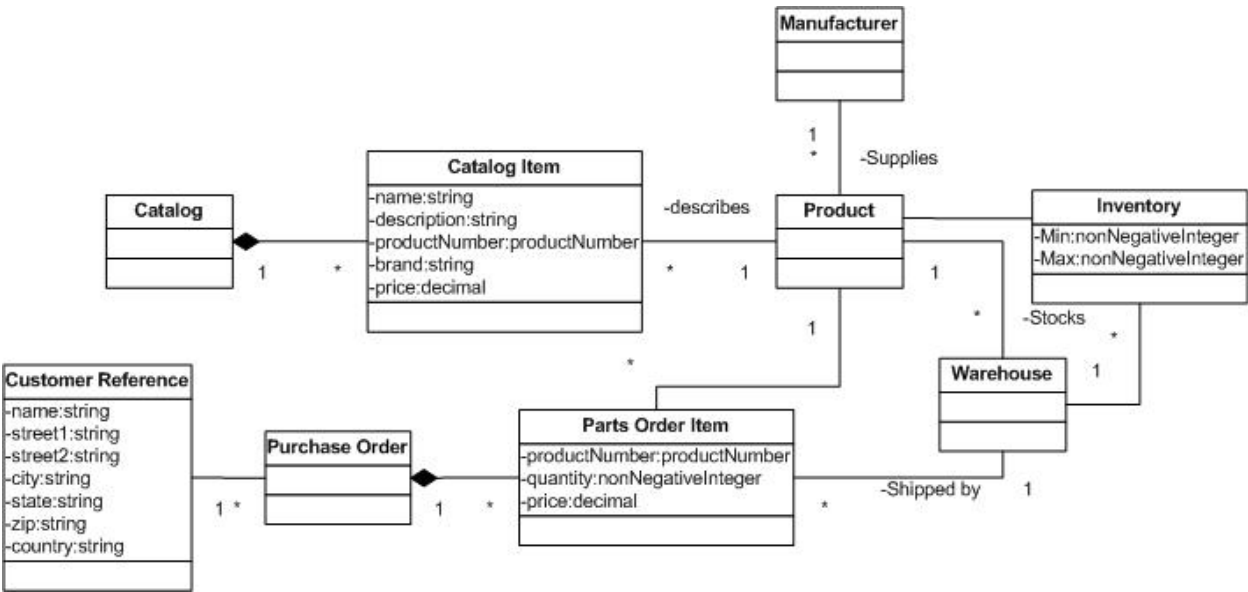 Manufacturer
1
*
-Supplies
Catalog Item
-name:string
-description:string
-productNumber:productNumber
-brand:string
-price:decimal
Catalog
1
*
-describes
*
1
Product
1
1
Inventory
-Min:nonNegativeInteger
-Max:nonNegativeInteger
*
-Stocks
*
1
Warehouse
*
Customer Reference
-name:string
-street1:string
-street2:string
-city:string
-state:string
-zip:string
-country:string
1 *
Purchase Order
1
*
Parts Order Item
-productNumber:productNumber
-quantity:nonNegativeInteger
-price:decimal
*
-Shipped by
1